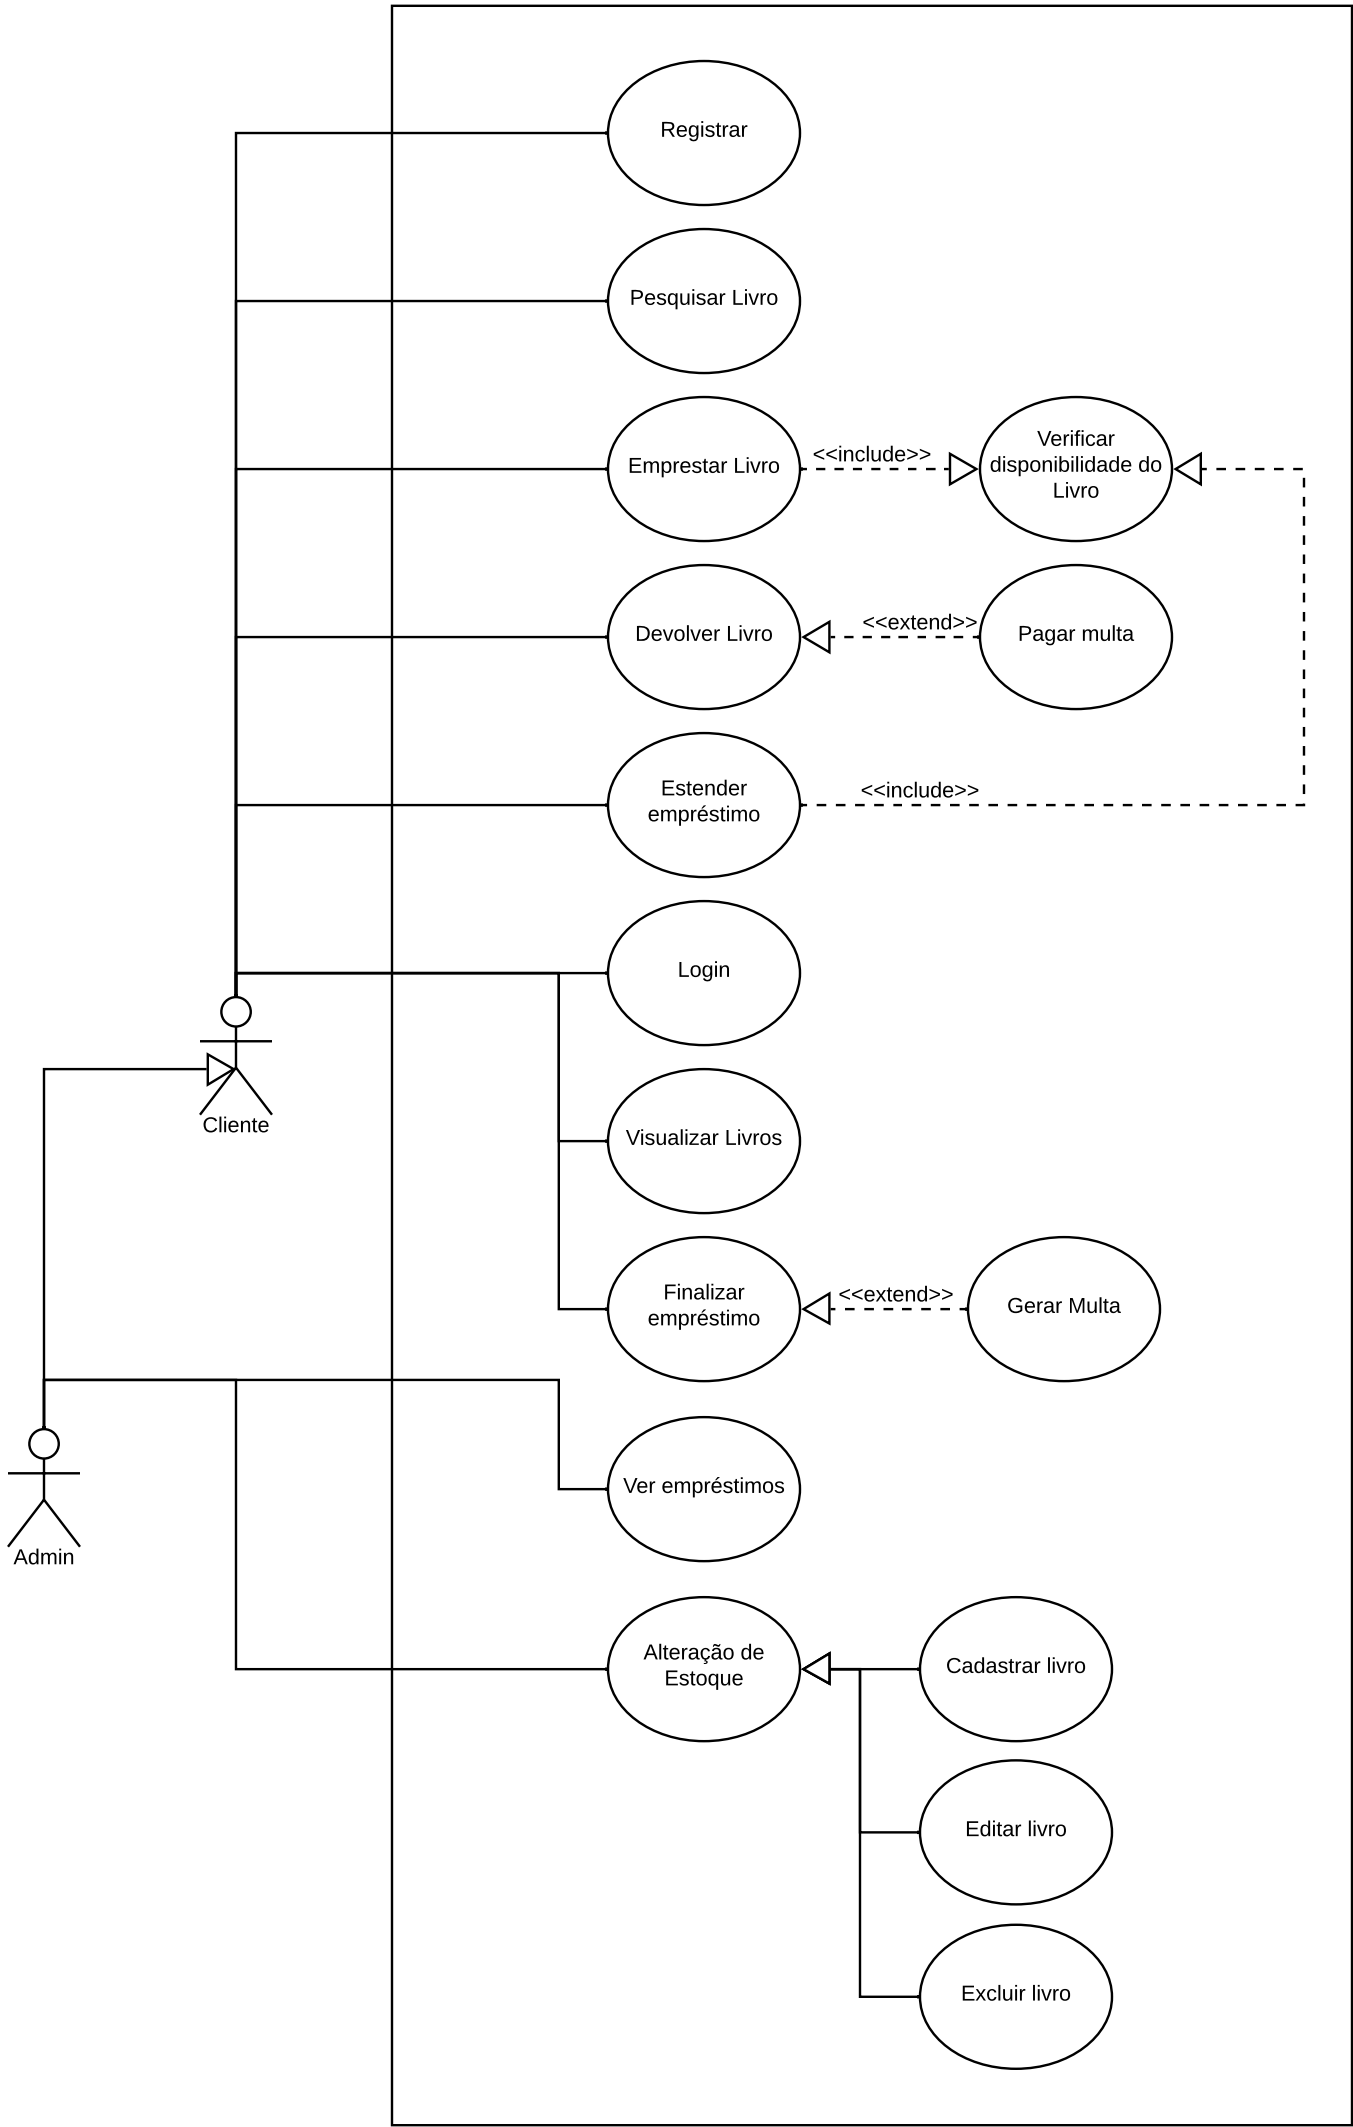 Registrar
Pesquisar Livro
Emprestar Livro
<<include>>
Verificar
disponibilidade do
Livro
Devolver Livro
<<extend>>
Pagar multa
Estender
empréstimo
<<include>>
Login
Cliente
Visualizar Livros
Finalizar
empréstimo
<<extend>>
Gerar Multa
Ver empréstimos
Admin
Alteração de
Estoque
Cadastrar livro
Editar livro
Excluir livro